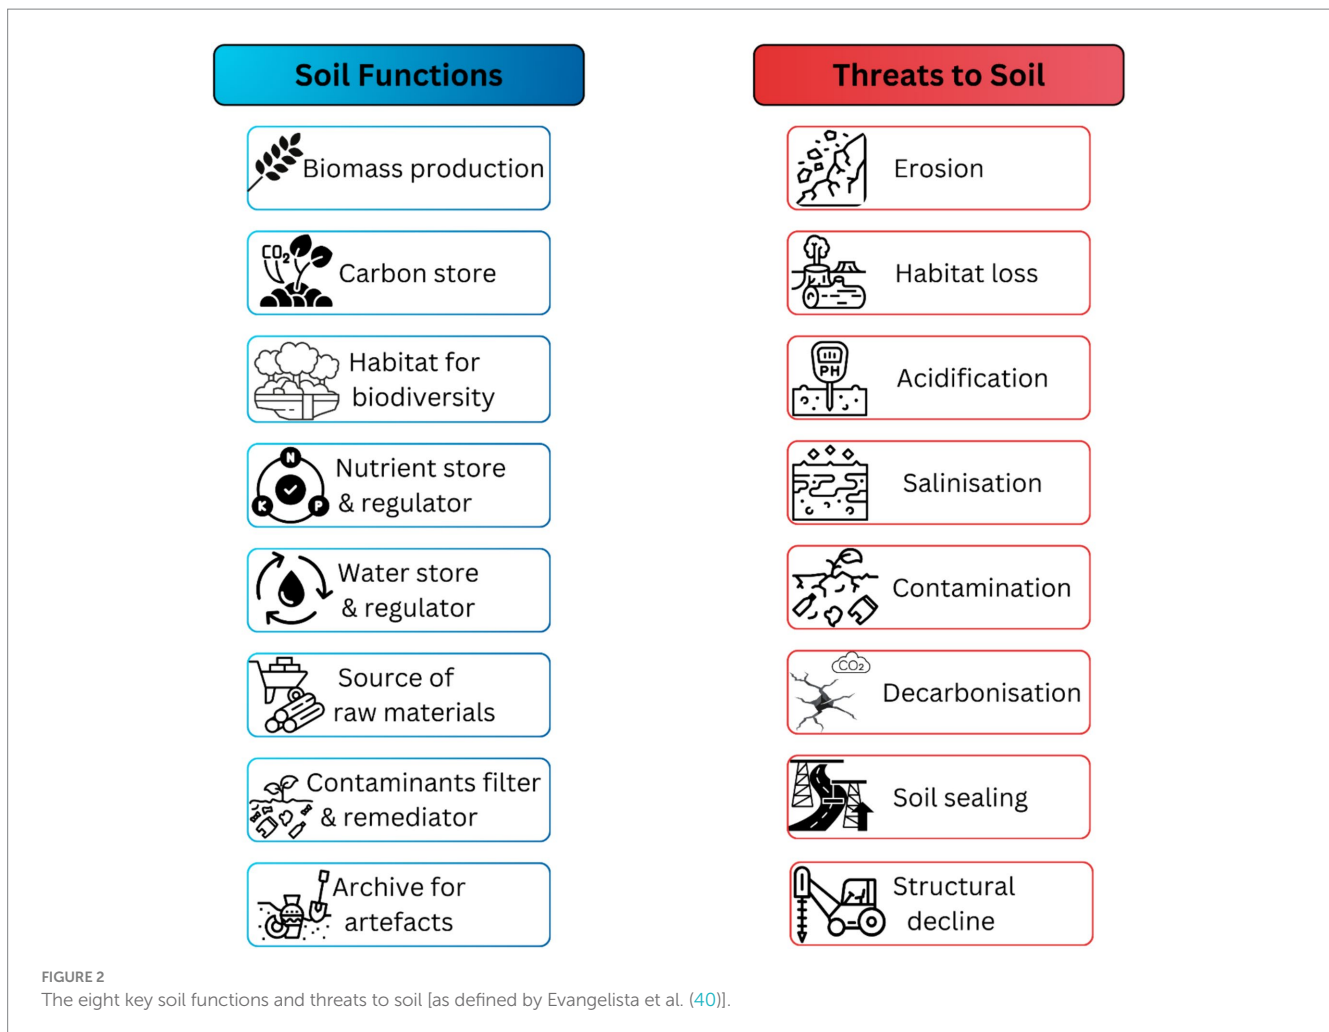 Soil Functions
Biomass production
CO₂
Carbon store
Habitat for
biodiversity
N
K
P
Nutrient store
& regulator
Water store
& regulator
Source of
raw materials
Contaminants filter
& remediator
Archive for
artefacts
Threats to Soil
Erosion
Habitat loss
PH
Acidification
Salinisation
Contamination
CO₂
Decarbonisation
Soil sealing
Structural
decline
FIGURE 2
The eight key soil functions and threats to soil [as defined by Evangelista et al. (40)].